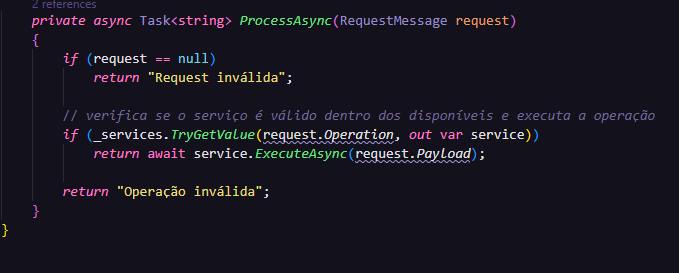 2 references
private async Task<string> ProcessAsync(RequestMessage request)
{
if (request == null)
return "Request inválida";
// verifica se o serviço é válido dentro dos disponíveis e executa a operação
if (_services.TryGetValue(request.Operation, out var service))
return await service.ExecuteAsync(request.Payload);
return "Operação inválida";
}
}